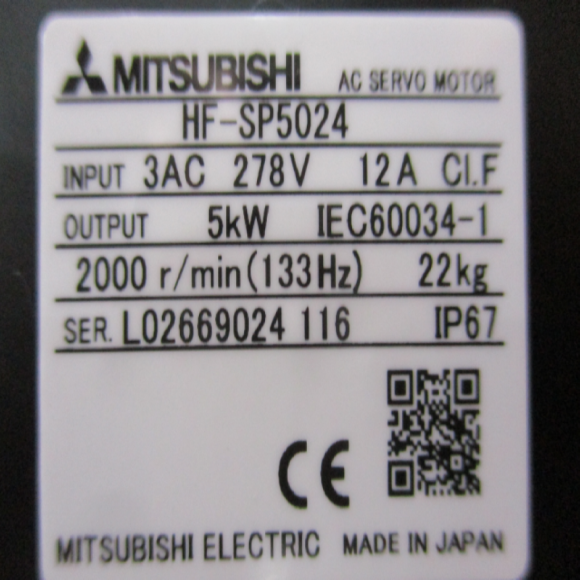 MITSUBISHI AC SERVO MOTOR
HF-SP5024
INPUT 3AC 278V 12A Cl.F
OUTPUT 5kW IEC60034-1
2000 r/min(133Hz) 22kg
SER. L02669024 116 IP67
CE
MITSUBISHI ELECTRIC MADE IN JAPAN